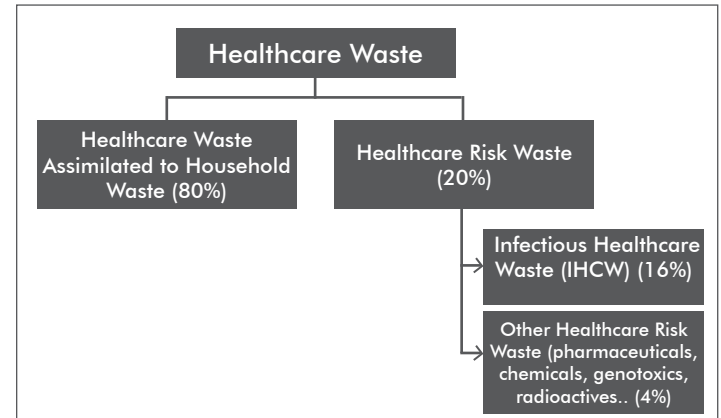 Healthcare Waste
Healthcare Waste
Assimilated to Household
Waste (80%)
Healthcare Risk Waste
(20%)
Infectious Healthcare
Waste (IHCW) (16%)
Other Healthcare Risk
Waste (pharmaceuticals,
chemicals, genotoxics,
radioactives.. (4%)